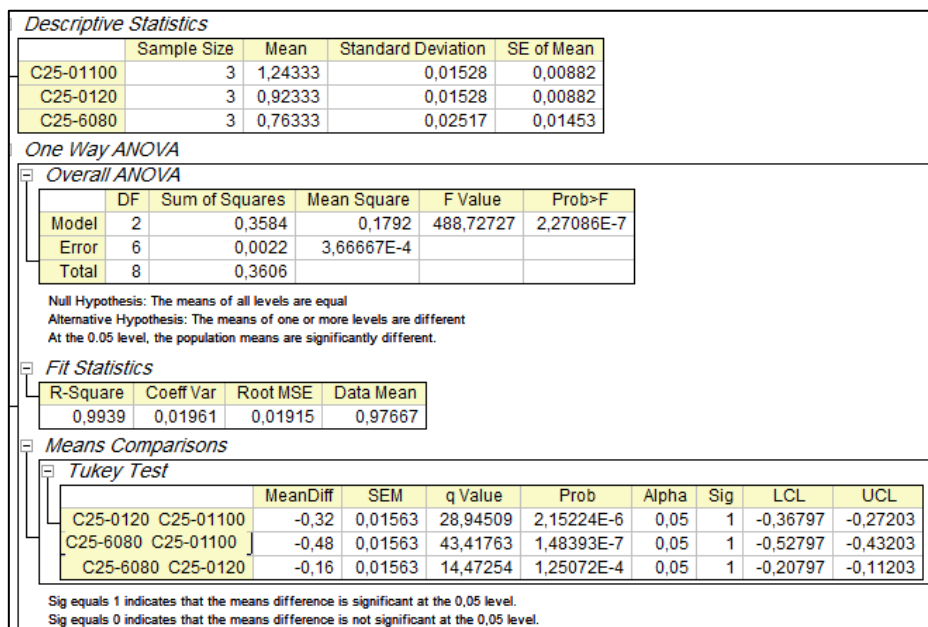 Descriptive Statistics
Sample Size Mean Standard Deviation SE of Mean
C25-01100 3 1,24333 0,01528 0,00882
C25-0120 3 0,92333 0,01528 0,00882
C25-6080 3 0,76333 0,02517 0,01453
One Way ANOVA
Overall ANOVA
DF Sum of Squares Mean Square F Value Prob>F
Model 2 0,3584 0,1792 488,72727 2,27086E-7
Error 6 0,0022 3,66667E-4
Total 8 0,3606
Null Hypothesis: The means of all levels are equal
Alternative Hypothesis: The means of one or more levels are different
At the 0.05 level, the population means are significantly different.
Fit Statistics
R-Square Coeff Var Root MSE Data Mean
0,9939 0,01961 0,01915 0,97667
Means Comparisons
Tukey Test
MeanDiff SEM q Value Prob Alpha Sig LCL UCL
C25-0120 C25-01100 -0,32 0,01563 28,94509 2,15224E-6 0,05 1 -0,36797 -0,27203
C25-6080 C25-01100 -0,48 0,01563 43,41763 1,48393E-7 0,05 1 -0,52797 -0,43203
C25-6080 C25-0120 -0,16 0,01563 14,47254 1,25072E-4 0,05 1 -0,20797 -0,11203
Sig equals 1 indicates that the means difference is significant at the 0,05 level.
Sig equals 0 indicates that the means difference is not significant at the 0,05 level.